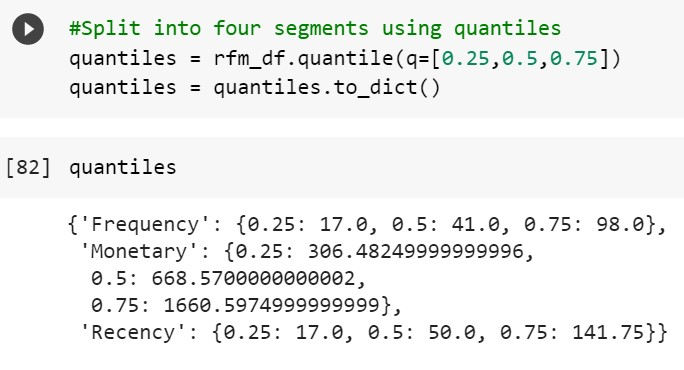 #Split into four segments using quantiles
quantiles = rfm_df.quantile(q=[0.25,0.5,0.75])
quantiles = quantiles.to_dict()
[82] quantiles
{'Frequency': {0.25: 17.0, 0.5: 41.0, 0.75: 98.0},
'Monetary': {0.25: 306.48249999999996,
0.5: 668.5700000000002,
0.75: 1660.5974999999999},
'Recency': {0.25: 17.0, 0.5: 50.0, 0.75: 141.75}}